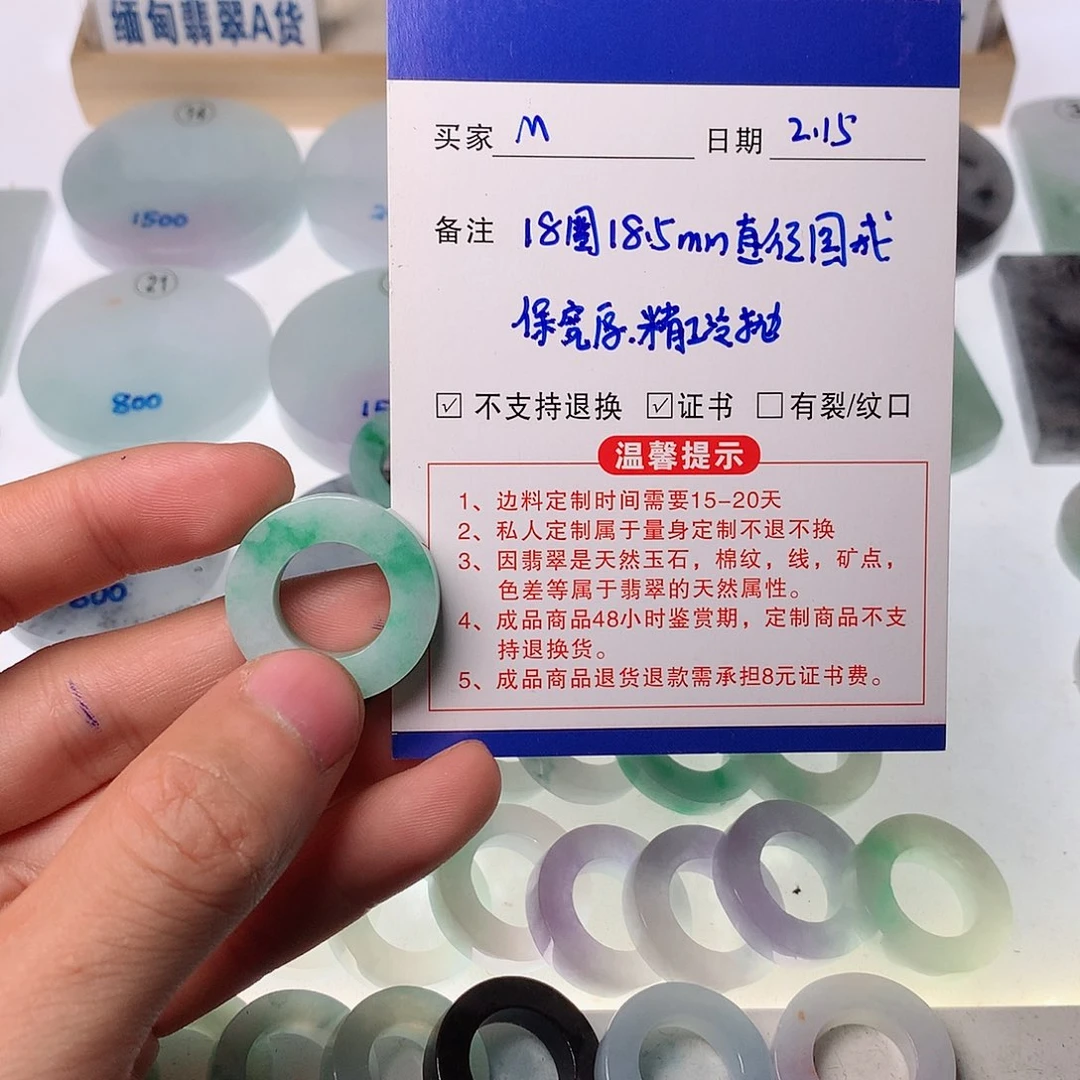 缅甸翡翠A货
14
1500
21
800
买家 M 日期 2.15
备注 18圈18.5mm直径圆戒
保宽厚.精工冷抛
☑ 不支持退换 ☑ 证书 ☐ 有裂/纹口
温馨提示
1、边料定制时间需要15-20天
2、私人定制属于量身定制不退不换
3、因翡翠是天然玉石，棉纹，线，矿点，
色差等属于翡翠的天然属性。
4、成品商品48小时鉴赏期，定制商品不支
持退换货。
5、成品商品退货退款需承担8元证书费。